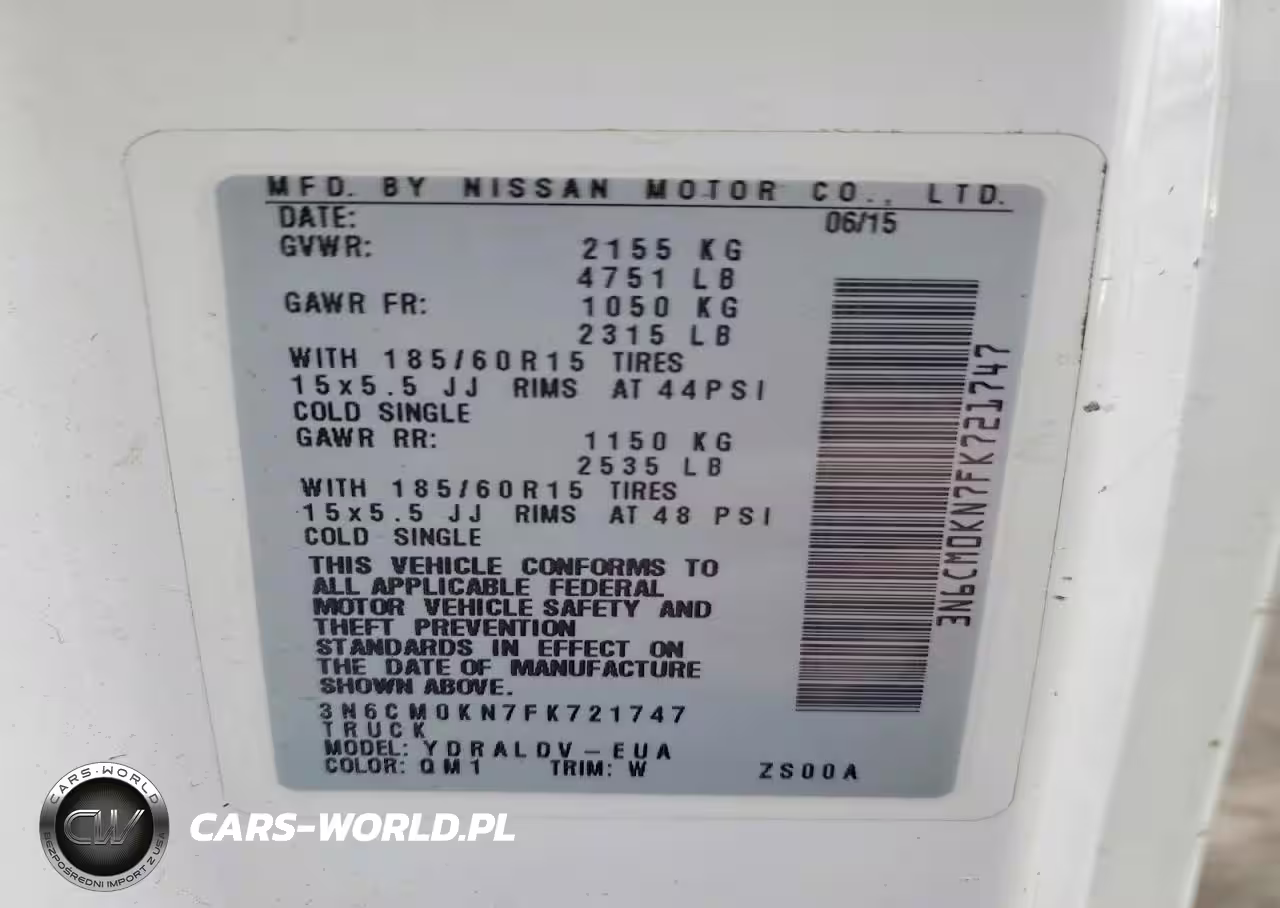 MFD. BY NISSAN MOTOR CO., LTD.
DATE: 06/15
GVWR: 2155 KG
4751 LB
GAWR FR: 1050 KG
2315 LB
WITH 185/60R15 TIRES
15x5.5 JJ RIMS AT 44PSI
COLD SINGLE
GAWR RR: 1150 KG
2535 LB
WITH 185/60R15 TIRES
15x5.5 JJ RIMS AT 48 PSI
COLD SINGLE
THIS VEHICLE CONFORMS TO
ALL APPLICABLE FEDERAL
MOTOR VEHICLE SAFETY AND
THEFT PREVENTION
STANDARDS IN EFFECT ON
THE DATE OF MANUFACTURE
SHOWN ABOVE.
3N6CM0KN7FK721747
TRUCK
MODEL: YDRALDV-EUA
COLOR: QM1 TRIM: W ZS00A
3N6CM0KN7FK721747
CARS-WORLD
CW
BEZPOŚREDNI IMPORT Z USA
CARS-WORLD.PL